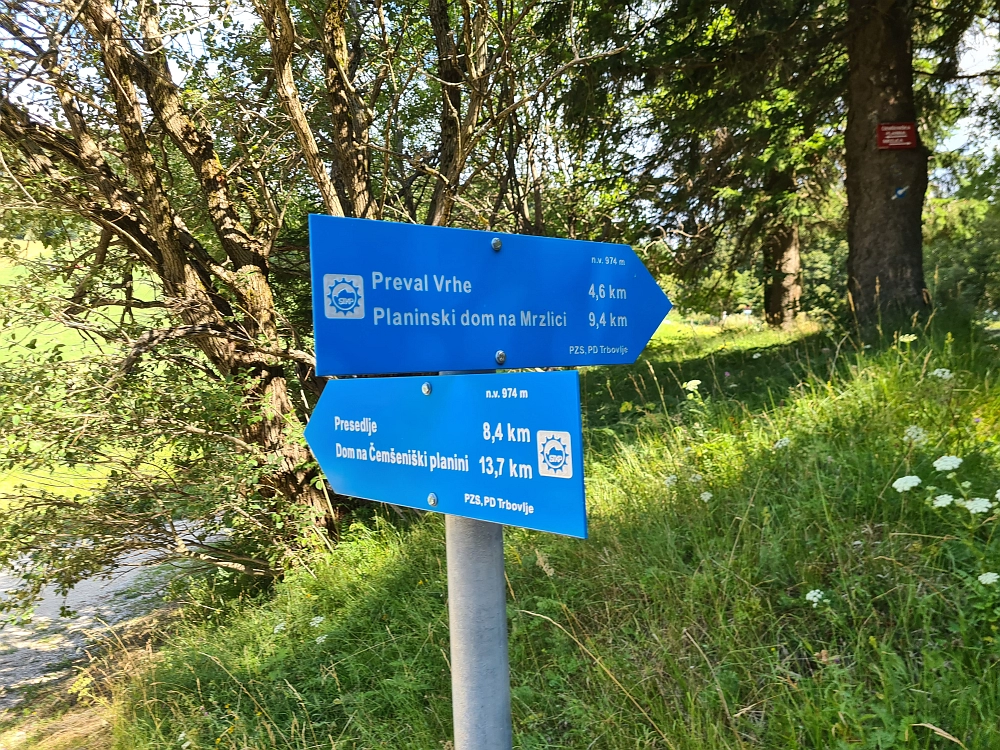 n.v. 974 m
Preval Vrhe 4,6 km
Planinski dom na Mrzlici 9,4 km
PZS, PD Trbovlje
n.v. 974 m
Presedlje 8,4 km
Dom na Čemšeniški planini 13,7 km
PZS, PD Trbovlje